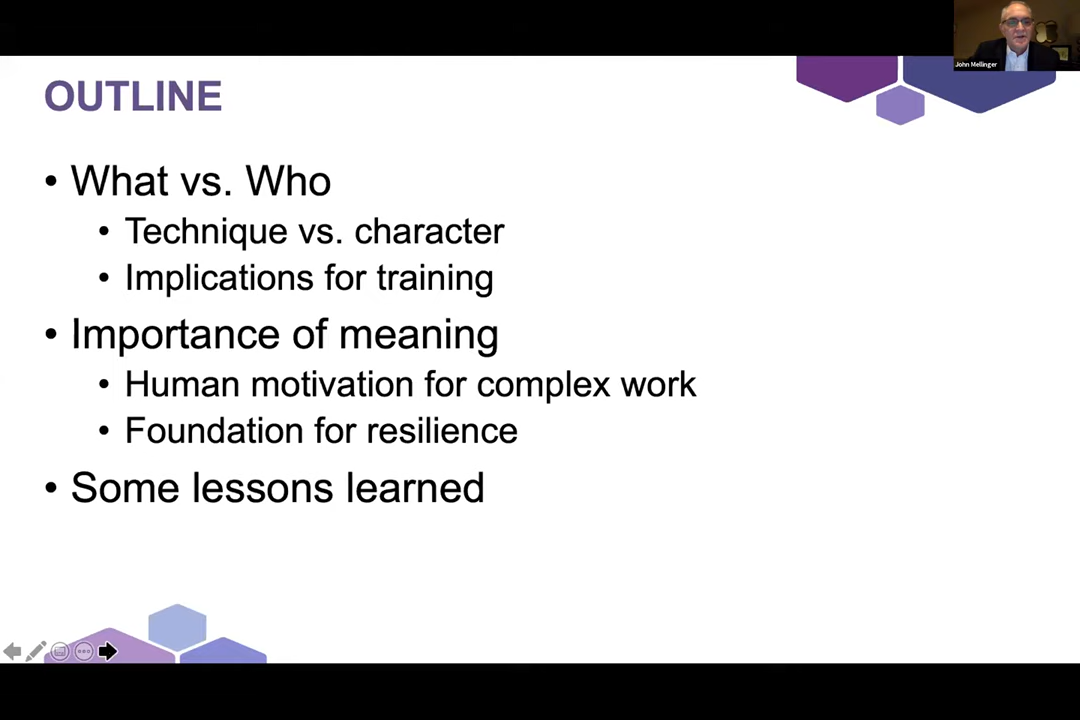 John Mellinger
OUTLINE
• What vs. Who
• Technique vs. character
• Implications for training
• Importance of meaning
• Human motivation for complex work
• Foundation for resilience
• Some lessons learned